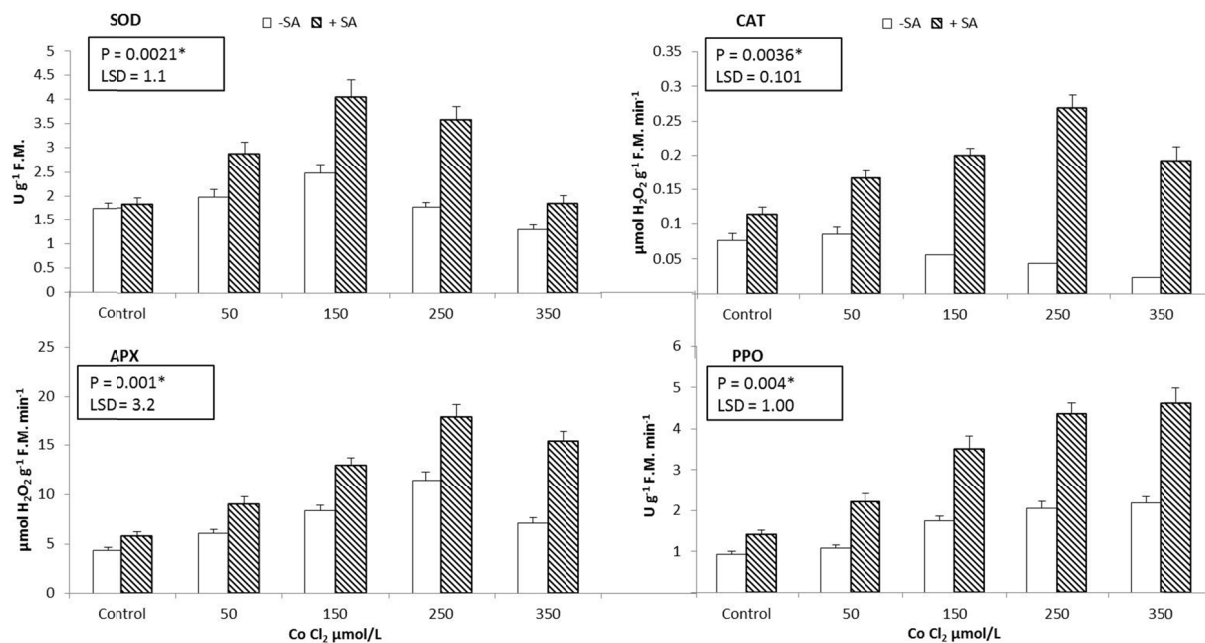 SOD
-SA + SA
P = 0.0021*
LSD = 1.1
U g⁻¹ F.M.
5
4.5
4
3.5
3
2.5
2
1.5
1
0.5
0
Control 50 150 250 350
CAT
-SA + SA
P = 0.0036*
LSD = 0.101
µmol H₂O₂ g⁻¹ F.M. min⁻¹
0.35
0.3
0.25
0.2
0.15
0.1
0.05
Control 50 150 250 350
APX
P = 0.001*
LSD = 3.2
µmol H₂O₂ g⁻¹ F.M. min⁻¹
25
20
15
10
5
0
Control 50 150 250 350
Co Cl₂ µmol/L
PPO
P = 0.004*
LSD = 1.00
U g⁻¹ F.M. min⁻¹
6
5
4
3
2
1
Control 50 150 250 350
Co Cl₂ µmol/L